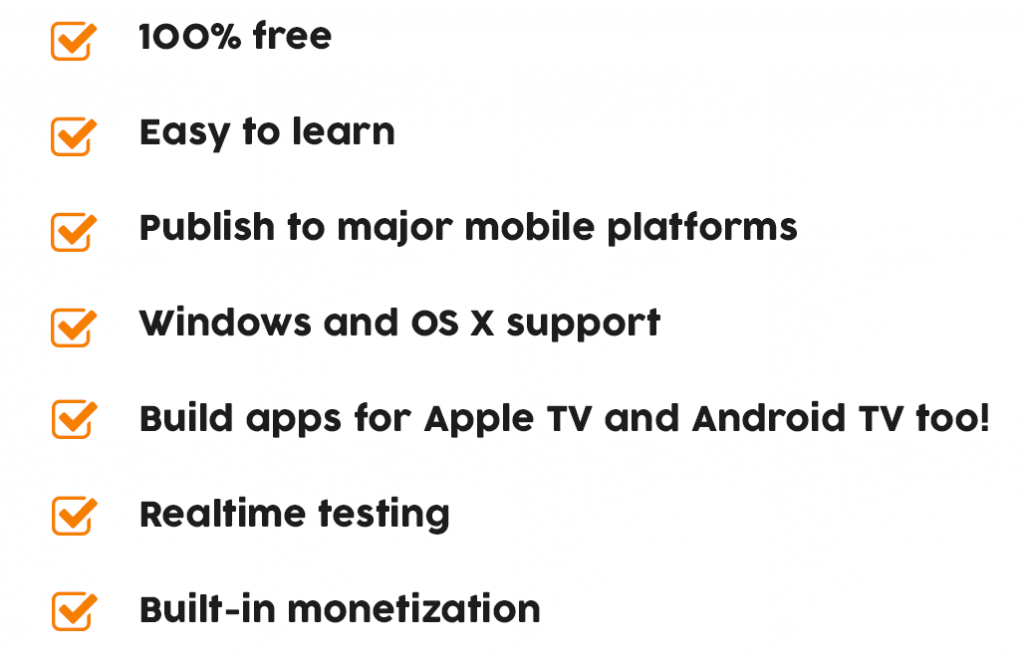 100% free
Easy to learn
Publish to major mobile platforms
Windows and OS X support
Build apps for Apple TV and Android TV too!
Realtime testing
Built-in monetization